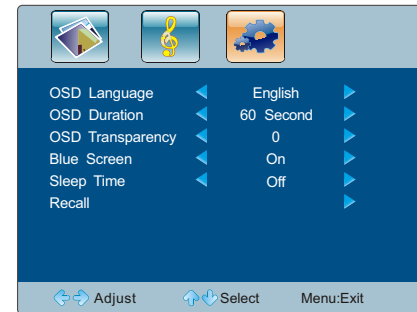 OSD Language English
OSD Duration 60 Second
OSD Transparency 0
Blue Screen On
Sleep Time Off
Recall
Adjust Select Menu:Exit